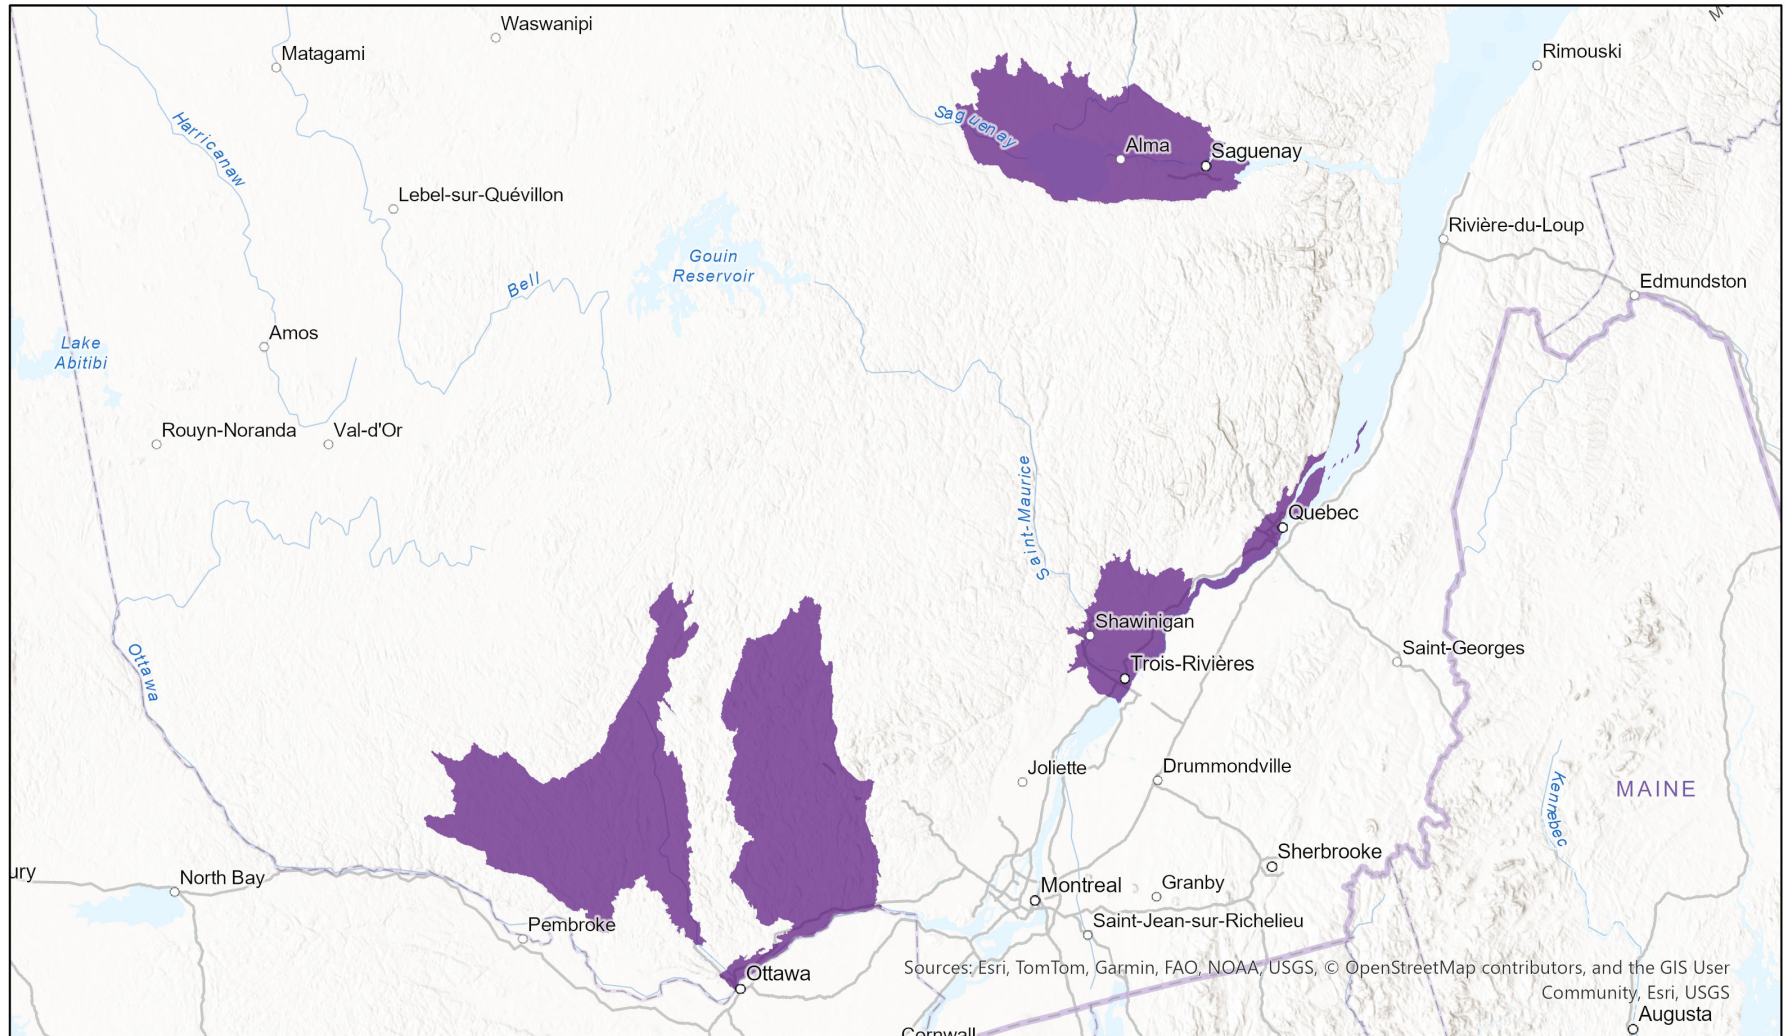 Waswanipi
Matagami
Rimouski
Harricanaw
Saguenay
Alma
Saguenay
Lebel-sur-Quévillon
Rivière-du-Loup
Gouin
Reservoir
Bell
Edmundston
Amos
Lake
Abitibi
Rouyn-Noranda
Val-d'Or
Saint-Maurice
Quebec
Shawinigan
Saint-Georges
Trois-Rivières
Ottawa
Joliette
Drummondville
MAINE
Kennebec
Sherbrooke
ury
North Bay
Montreal
Granby
Pembroke
Saint-Jean-sur-Richelieu
Ottawa
Sources: Esri, TomTom, Garmin, FAO, NOAA, USGS, © OpenStreetMap contributors, and the GIS User
Community, Esri, USGS
Augusta
Cornwall